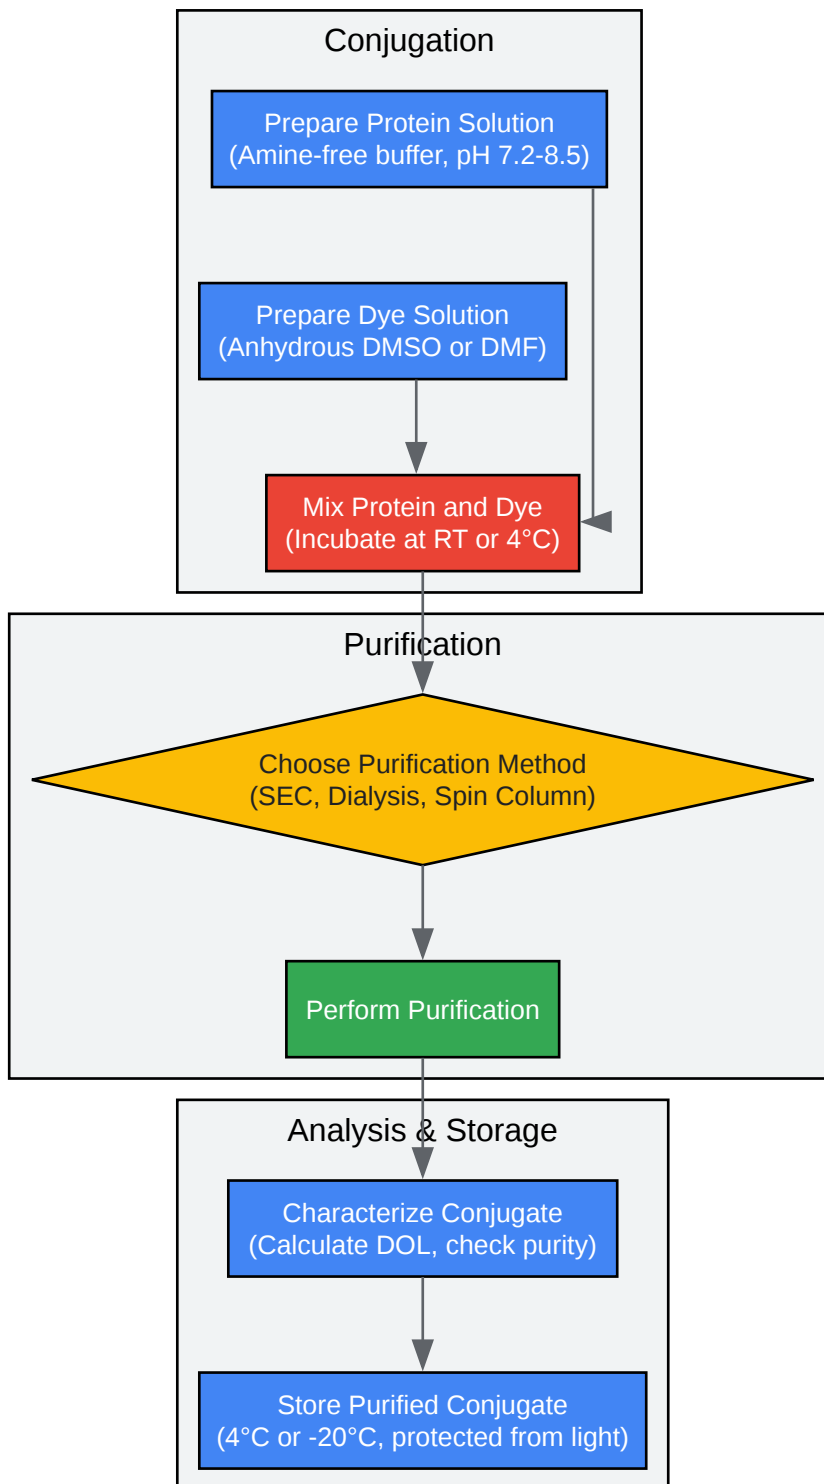 Conjugation
Prepare Protein Solution
(Amine-free buffer, pH 7.2-8.5)
Prepare Dye Solution
(Anhydrous DMSO or DMF)
Mix Protein and Dye
(Incubate at RT or 4°C)
Purification
Choose Purification Method
(SEC, Dialysis, Spin Column)
Perform Purification
Analysis & Storage
Characterize Conjugate
(Calculate DOL, check purity)
Store Purified Conjugate
(4°C or -20°C, protected from light)